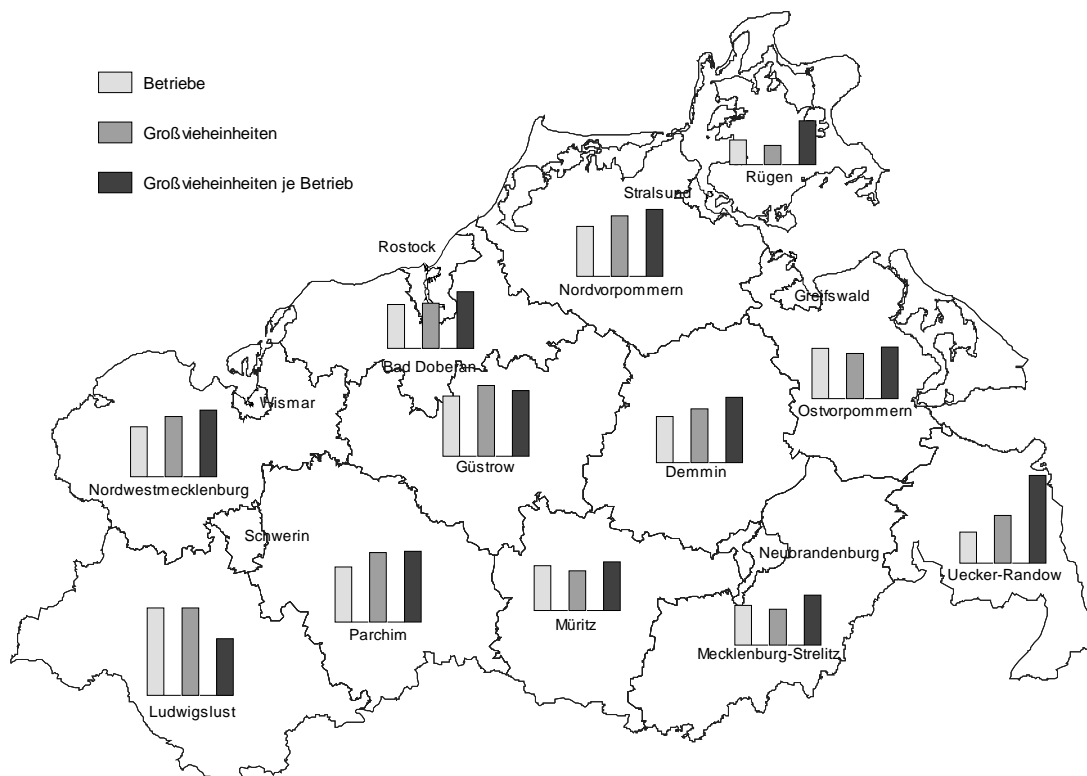 Betriebe
Großvieheinheiten
Großvieheinheiten je Betrieb
Rügen
Stralsund
Rostock
Nordvorpommern
Greifswald
Bad Doberan
Wismar
Ostvorpommern
Güstrow
Demmin
Nordwestmecklenburg
Schwerin
Neubrandenburg
Uecker-Randow
Parchim
Müritz
Mecklenburg-Strelitz
Ludwigslust